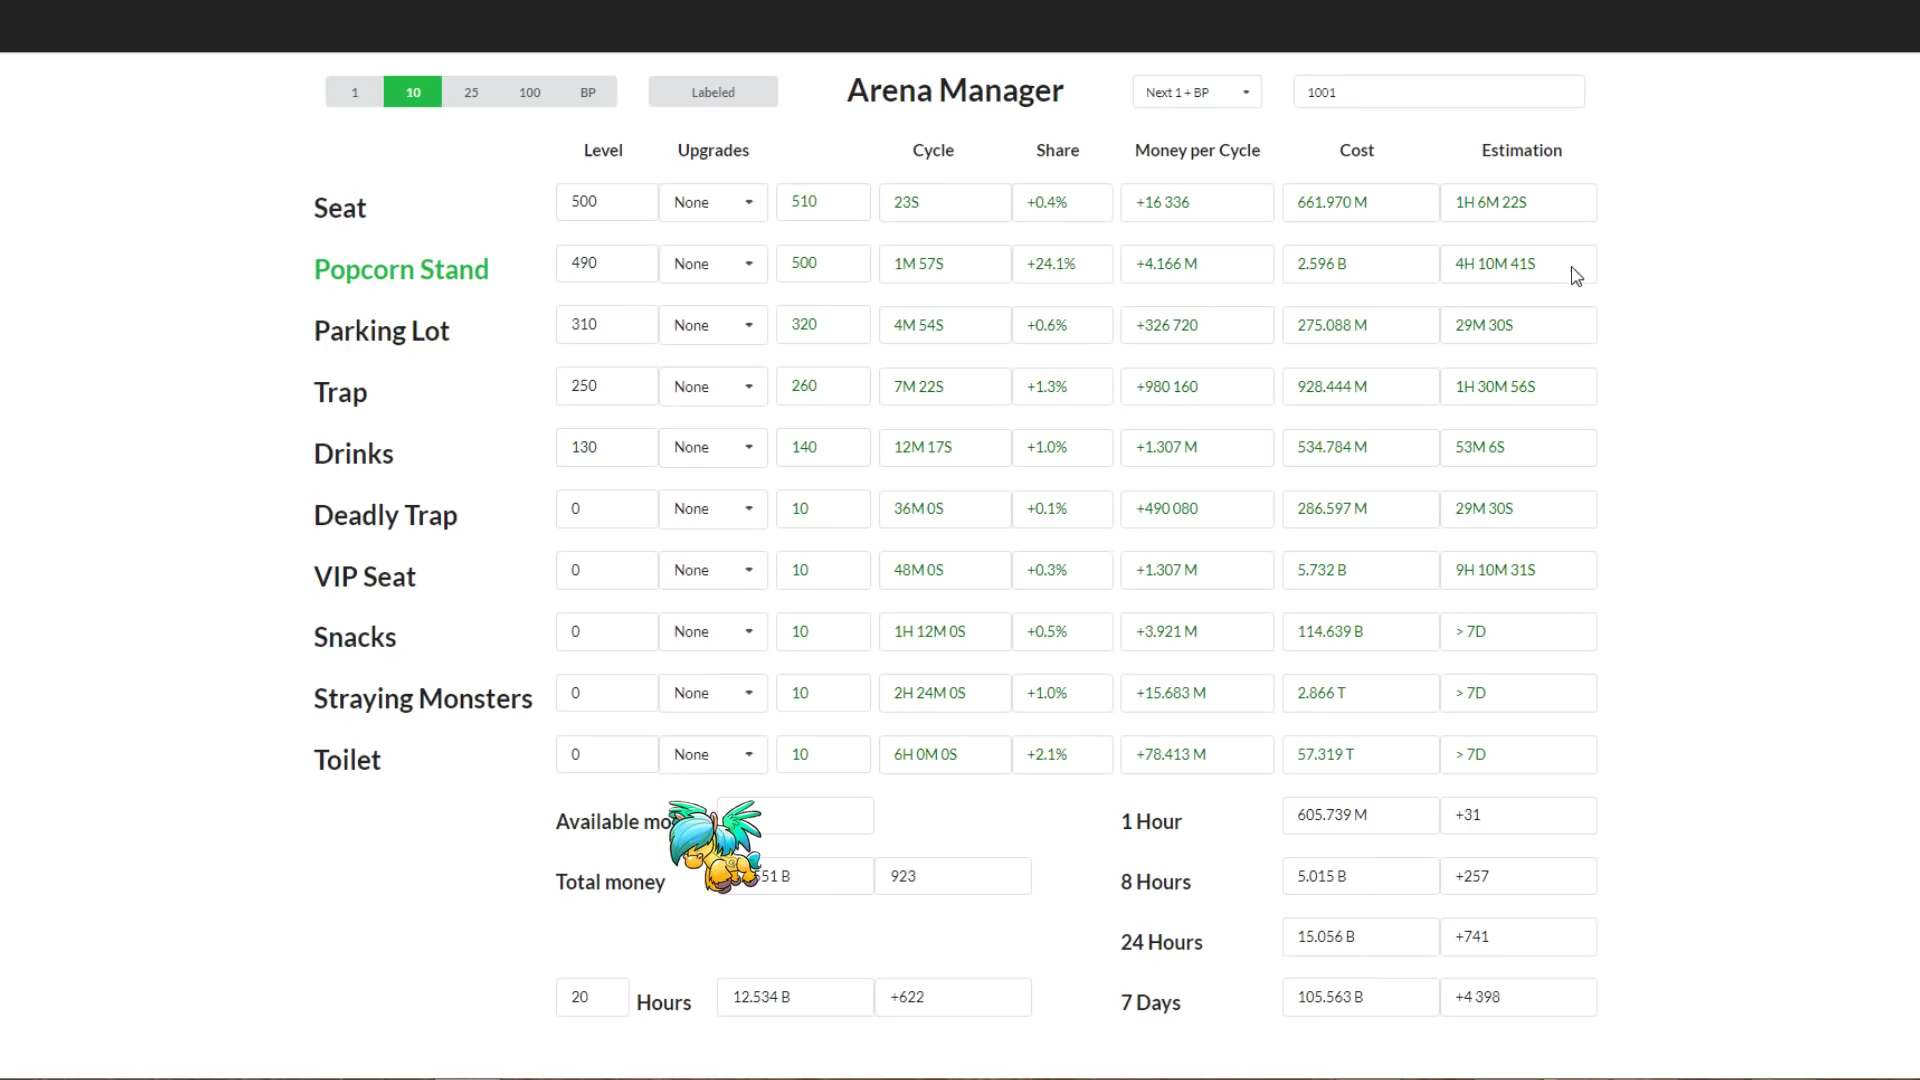 1 10 25 100 BP Labeled Arena Manager Next 1 + BP 1001
Level Upgrades Cycle Share Money per Cycle Cost Estimation
Seat 500 None 510 23S +0.4% +16 336 661.970 M 1H 6M 22S
Popcorn Stand 490 None 500 1M 57S +24.1% +4.166 M 2.596 B 4H 10M 41S
Parking Lot 310 None 320 4M 54S +0.6% +326 720 275.088 M 29M 30S
Trap 250 None 260 7M 22S +1.3% +980 160 928.444 M 1H 30M 56S
Drinks 130 None 140 12M 17S +1.0% +1.307 M 534.784 M 53M 6S
Deadly Trap 0 None 10 36M 0S +0.1% +490 080 286.597 M 29M 30S
VIP Seat 0 None 10 48M 0S +0.3% +1.307 M 5.732 B 9H 10M 31S
Snacks 0 None 10 1H 12M 0S +0.5% +3.921 M 114.639 B > 7D
Straying Monsters 0 None 10 2H 24M 0S +1.0% +15.683 M 2.866 T > 7D
Toilet 0 None 10 6H 0M 0S +2.1% +78.413 M 57.319 T > 7D
Available 1 Hour 605.739 M +31
Total money B 923 8 Hours 5.015 B +257
24 Hours 15.056 B +741
20 Hours 12.534 B +622 7 Days 105.563 B +4 398